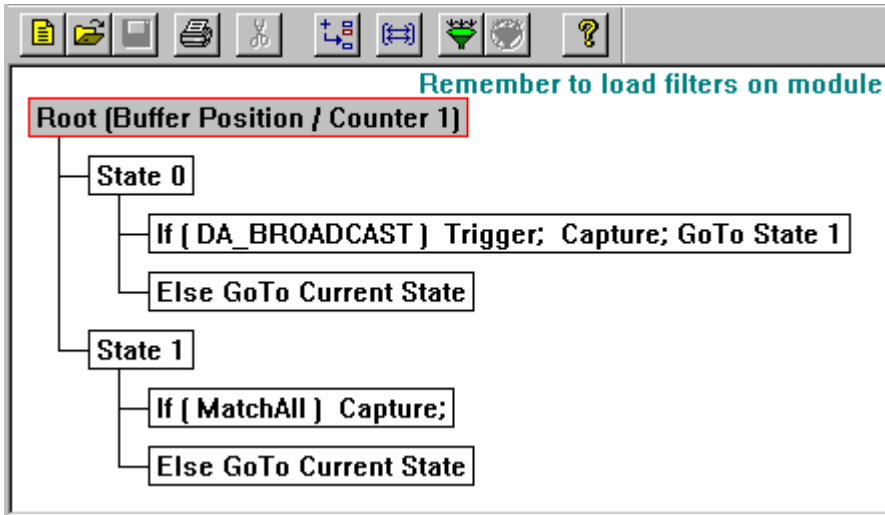 Remember to load filters on module
Root (Buffer Position / Counter 1)
State 0
If ( DA_BROADCAST )  Trigger;  Capture; GoTo State 1
Else GoTo Current State
State 1
If ( MatchAll )  Capture;
Else GoTo Current State